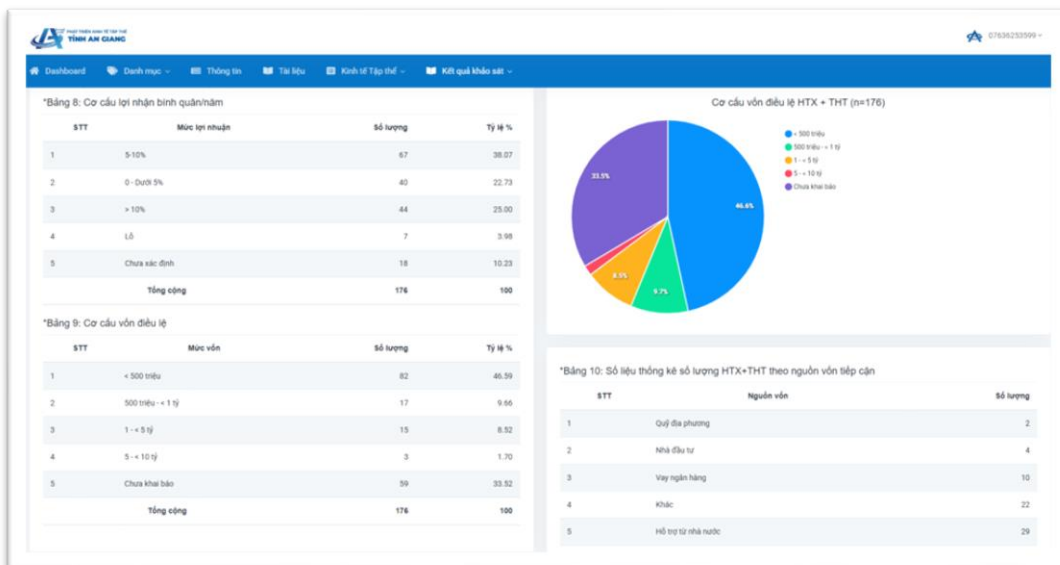 PHÁT TRIỂN KINH TẾ TẬP THỂ
TỈNH AN GIANG
07636253599
Dashboard Danh mục Thông tin Tài liệu Kinh tế Tập thể Kết quả khảo sát
*Bảng 8: Cơ cấu lợi nhận bình quân/năm
STT Mức lợi nhuận Số lượng Tỷ lệ %
1 5-10% 67 38.07
2 0 - Dưới 5% 40 22.73
3 > 10% 44 25.00
4 Lỗ 7 3.98
5 Chưa xác định 18 10.23
Tổng cộng 176 100
*Bảng 9: Cơ cấu vốn điều lệ
STT Mức vốn Số lượng Tỷ lệ %
1 < 500 triệu 82 46.59
2 500 triệu - < 1 tỷ 17 9.66
3 1 - < 5 tỷ 15 8.52
4 5 - < 10 tỷ 3 1.70
5 Chưa khai báo 59 33.52
Tổng cộng 176 100
Cơ cấu vốn điều lệ HTX + THT (n=176)
< 500 triệu
500 triệu - < 1 tỷ
1 - < 5 tỷ
5 - < 10 tỷ
Chưa khai báo
33.5%
46.6%
8.5%
9.7%
*Bảng 10: Số liệu thống kê số lượng HTX+THT theo nguồn vốn tiếp cận
STT Nguồn vốn Số lượng
1 Quỹ địa phương 2
2 Nhà đầu tư 4
3 Vay ngân hàng 10
4 Khác 22
5 Hỗ trợ từ nhà nước 29